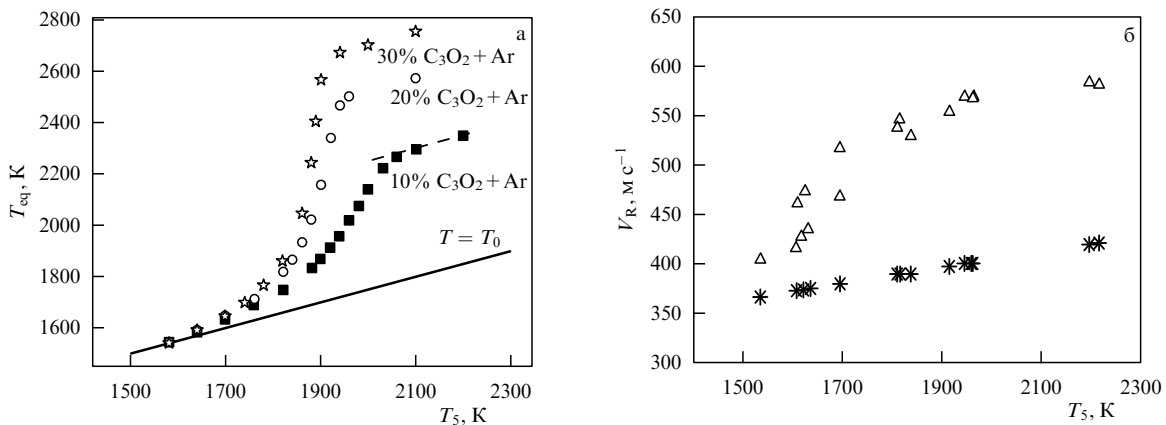 а
2800
2600
2400
2200
2000
1800
1600
T_eq, К
30% C₃O₂ + Ar
20% C₃O₂ + Ar
10% C₃O₂ + Ar
T = T₀
1500 1700 1900 2100 2300
T₅, К
б
650
600
550
500
450
400
350
300
V_R, м с⁻¹
1500 1700 1900 2100 2300
T₅, К